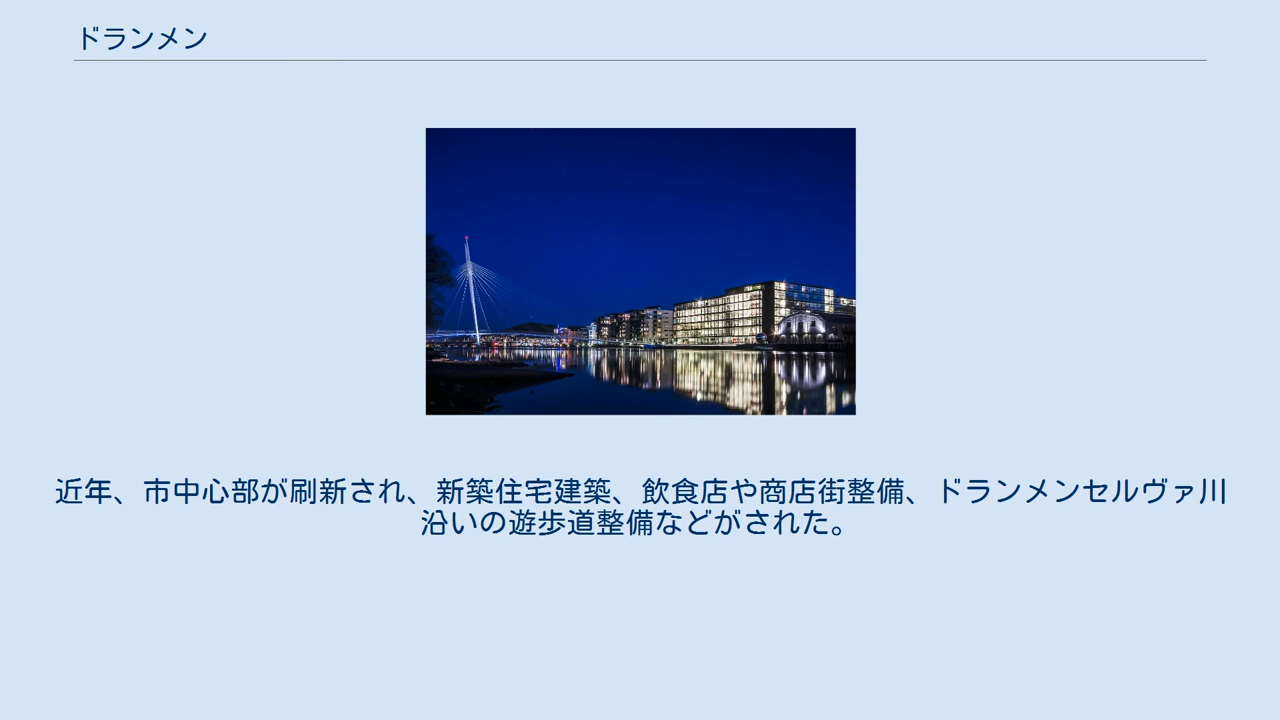 ドランメン
近年、市中心部が刷新され、新築住宅建築、飲食店や商店街整備、ドランメンセルヴァ川
沿いの遊歩道整備などがされた。